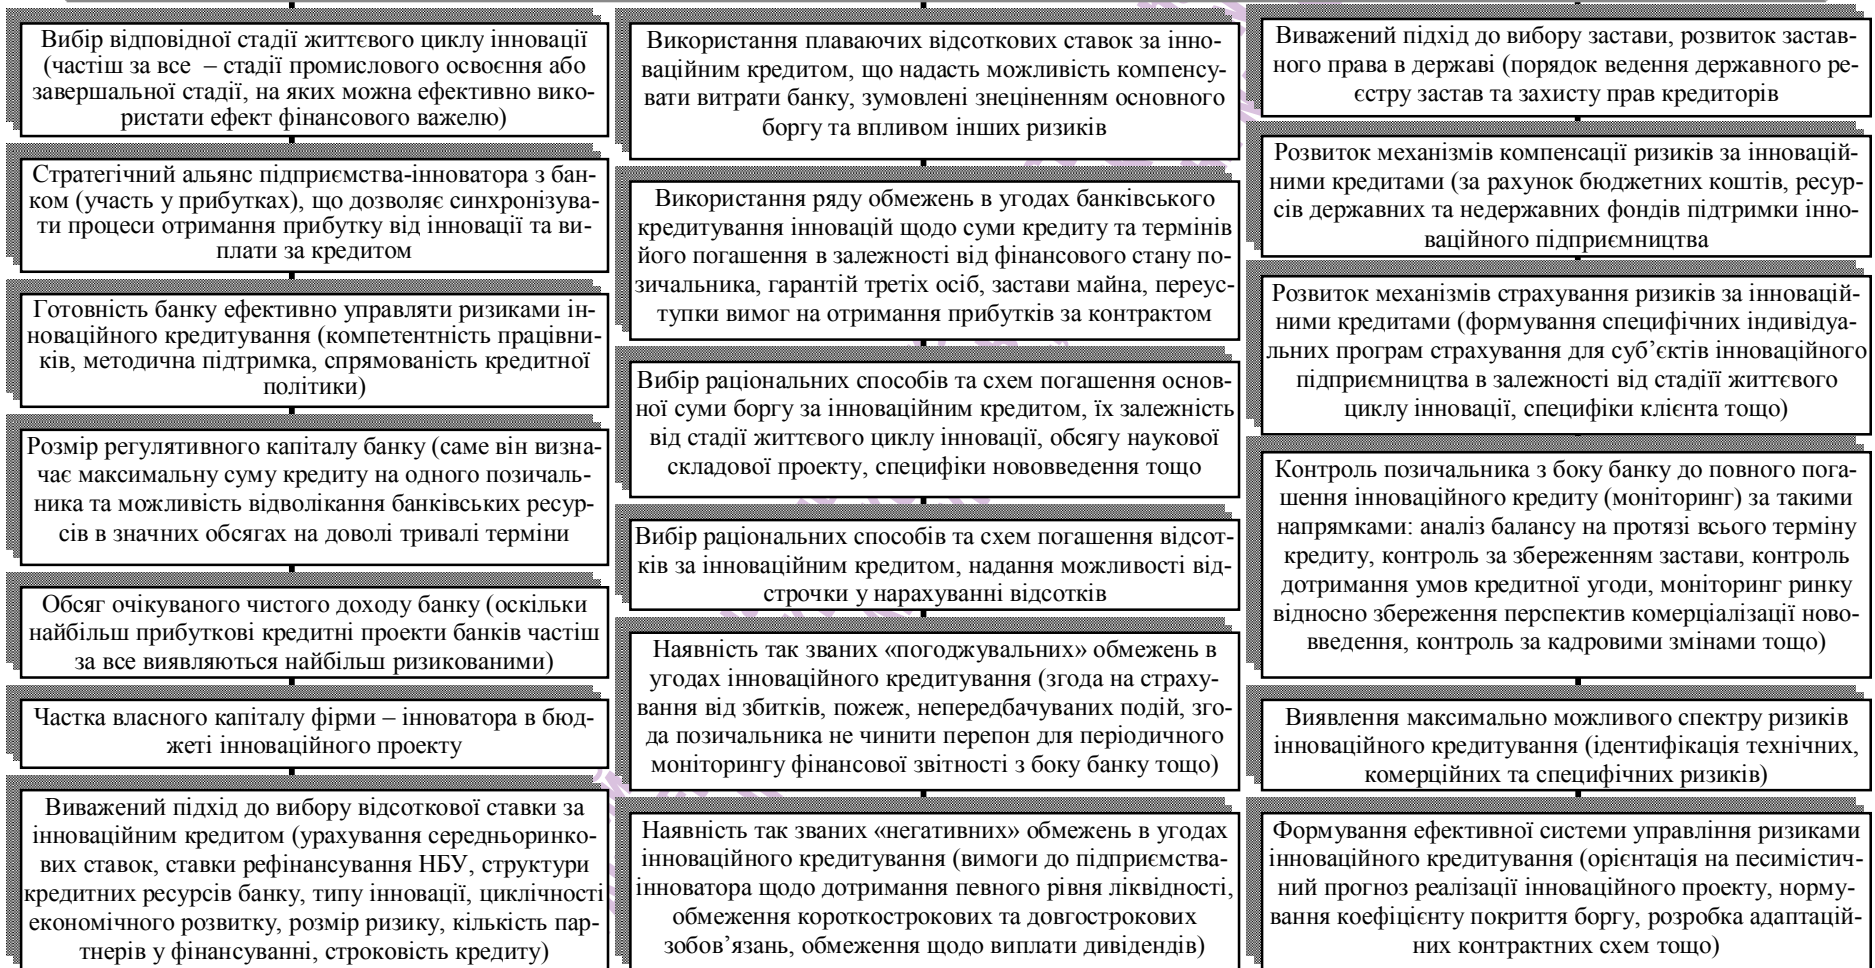 Вибір відповідної стадії життєвого циклу інновації
(частіш за все – стадії промислового освоєння або
завершальної стадії, на яких можна ефективно вико-
ристати ефект фінансового важелю)
Стратегічний альянс підприємства-інноватора з бан-
ком (участь у прибутках), що дозволяє синхронізува-
ти процеси отримання прибутку від інновації та ви-
плати за кредитом
Готовність банку ефективно управляти ризиками ін-
новаційного кредитування (компетентність працівни-
ків, методична підтримка, спрямованість кредитної
політики)
Розмір регулятивного капіталу банку (саме він визна-
чає максимальну суму кредиту на одного позичаль-
ника та можливість відволікання банківських ресур-
сів в значних обсягах на доволі тривалі терміни
Обсяг очікуваного чистого доходу банку (оскільки
найбільш прибуткові кредитні проекти банків частіш
за все виявляються найбільш ризикованими)
Частка власного капіталу фірми – інноватора в бюд-
жеті інноваційного проекту
Виважений підхід до вибору відсоткової ставки за
інноваційним кредитом (урахування середньоринко-
вих ставок, ставки рефінансування НБУ, структури
кредитних ресурсів банку, типу інновації, циклічності
економічного розвитку, розмір ризику, кількість пар-
тнерів у фінансуванні, строковість кредиту)
Використання плаваючих відсоткових ставок за інно-
ваційним кредитом, що надасть можливість компенсу-
вати витрати банку, зумовлені знеціненням основного
боргу та впливом інших ризиків
Використання ряду обмежень в угодах банківського
кредитування інновацій щодо суми кредиту та термінів
його погашення в залежності від фінансового стану по-
зичальника, гарантій третіх осіб, застави майна, переус-
тупки вимог на отримання прибутків за контрактом
Вибір раціональних способів та схем погашення основ-
ної суми боргу за інноваційним кредитом, їх залежність
від стадії життєвого циклу інновації, обсягу наукової
складової проекту, специфіки нововведення тощо
Вибір раціональних способів та схем погашення відсот-
ків за інноваційним кредитом, надання можливості від-
строчки у нарахуванні відсотків
Наявність так званих «погоджувальних» обмежень в
угодах інноваційного кредитування (згода на страху-
вання від збитків, пожеж, непередбачуваних подій, зго-
да позичальника не чинити перепон для періодичного
моніторингу фінансової звітності з боку банку тощо)
Наявність так званих «негативних» обмежень в угодах
інноваційного кредитування (вимоги до підприємства-
інноватора щодо дотримання певного рівня ліквідності,
обмеження короткострокових та довгострокових
зобов’язань, обмеження щодо виплати дивідендів)
Виважений підхід до вибору застави, розвиток застав-
ного права в державі (порядок ведення державного ре-
єстру застав та захисту прав кредиторів
Розвиток механізмів компенсації ризиків за інновацій-
ними кредитами (за рахунок бюджетних коштів, ресур-
сів державних та недержавних фондів підтримки інно-
ваційного підприємництва
Розвиток механізмів страхування ризиків за інновацій-
ними кредитами (формування специфічних індивідуа-
льних програм страхування для суб’єктів інноваційного
підприємництва в залежності від стадіїї життєвого
циклу інновації, специфіки клієнта тощо)
Контроль позичальника з боку банку до повного пога-
шення інноваційного кредиту (моніторинг) за такими
напрямками: аналіз балансу на протязі всього терміну
кредиту, контроль за збереженням застави, контроль
дотримання умов кредитної угоди, моніторинг ринку
відносно збереження перспектив комерціалізації ново-
введення, контроль за кадровими змінами тощо)
Виявлення максимально можливого спектру ризиків
інноваційного кредитування (ідентифікація технічних,
комерційних та специфічних ризиків)
Формування ефективної системи управління ризиками
інноваційного кредитування (орієнтація на песимістич-
ний прогноз реалізації інноваційного проекту, норму-
вання коефіцієнту покриття боргу, розробка адаптацій-
них контрактних схем тощо)